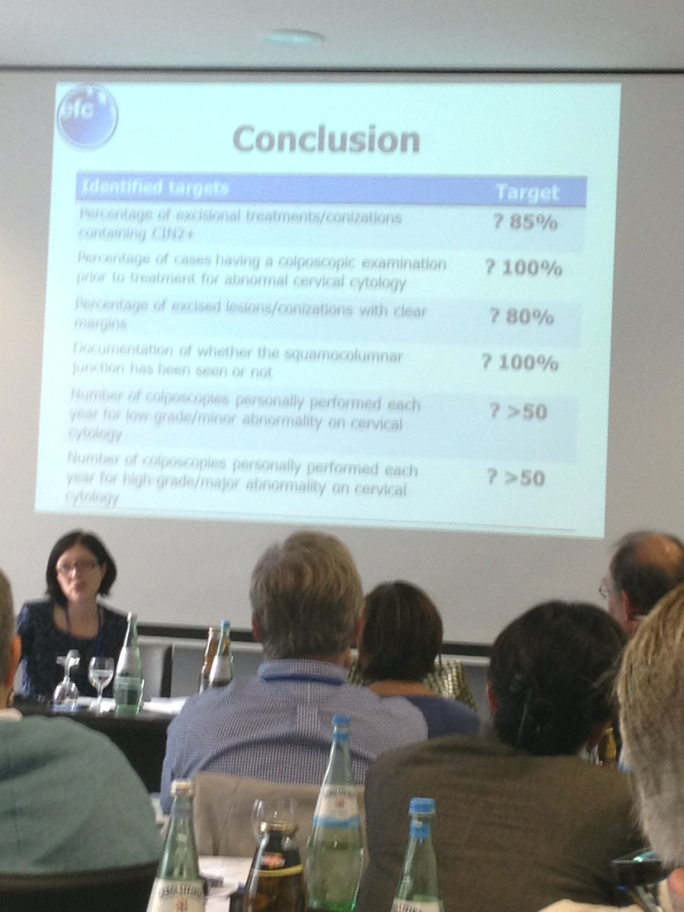 efc
Conclusion
Identified targets Target
Percentage of excisional treatments/conizations
containing CIN2+ ? 85%
Percentage of cases having a colposcopic examination
prior to treatment for abnormal cervical cytology ? 100%
Percentage of excised lesions/conizations with clear
margins ? 80%
Documentation of whether the squamocolumnar
junction has been seen or not ? 100%
Number of colposcopies personally performed each
year for low-grade/minor abnormality on cervical
cytology ? >50
Number of colposcopies personally performed each
year for high-grade/major abnormality on cervical
cytology ? >50